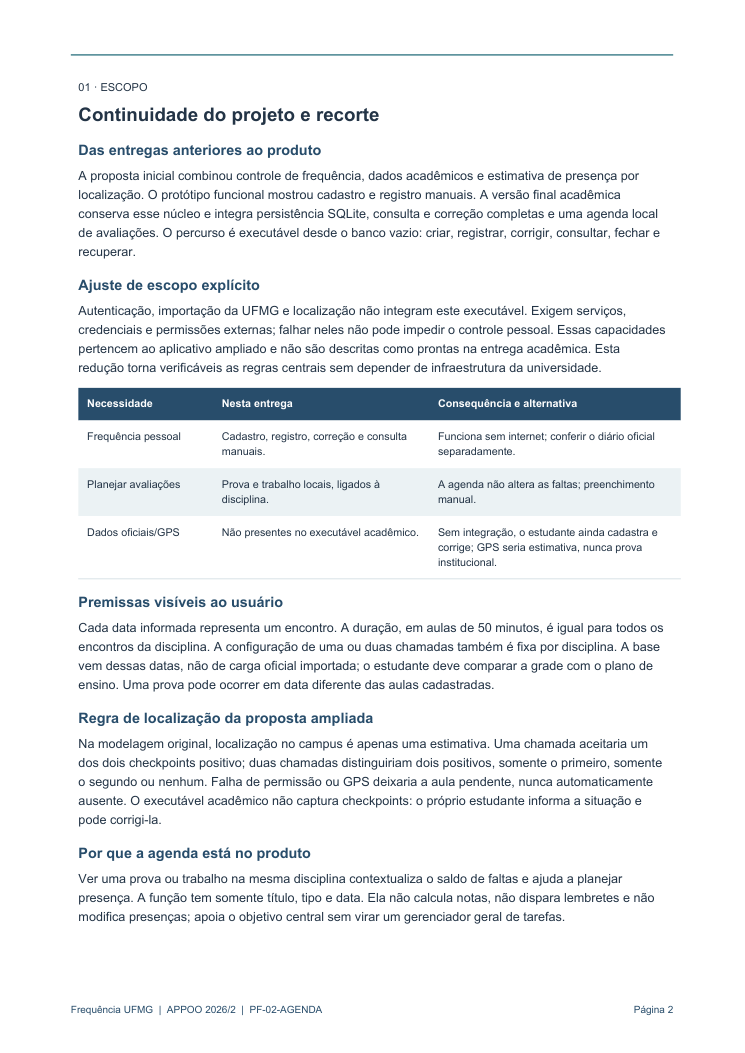 01 · ESCOPO
Continuidade do projeto e recorte
Das entregas anteriores ao produto
A proposta inicial combinou controle de frequência, dados acadêmicos e estimativa de presença por
localização. O protótipo funcional mostrou cadastro e registro manuais. A versão final acadêmica
conserva esse núcleo e integra persistência SQLite, consulta e correção completas e uma agenda local
de avaliações. O percurso é executável desde o banco vazio: criar, registrar, corrigir, consultar, fechar e
recuperar.
Ajuste de escopo explícito
Autenticação, importação da UFMG e localização não integram este executável. Exigem serviços,
credenciais e permissões externas; falhar neles não pode impedir o controle pessoal. Essas capacidades
pertencem ao aplicativo ampliado e não são descritas como prontas na entrega acadêmica. Esta
redução torna verificáveis as regras centrais sem depender de infraestrutura da universidade.
Necessidade Nesta entrega Consequência e alternativa
Frequência pessoal Cadastro, registro, correção e consulta Funciona sem internet; conferir o diário oficial
manuais. separadamente.
Planejar avaliações Prova e trabalho locais, ligados à A agenda não altera as faltas; preenchimento
disciplina. manual.
Dados oficiais/GPS Não presentes no executável acadêmico. Sem integração, o estudante ainda cadastra e
corrige; GPS seria estimativa, nunca prova
institucional.
Premissas visíveis ao usuário
Cada data informada representa um encontro. A duração, em aulas de 50 minutos, é igual para todos os
encontros da disciplina. A configuração de uma ou duas chamadas também é fixa por disciplina. A base
vem dessas datas, não de carga oficial importada; o estudante deve comparar a grade com o plano de
ensino. Uma prova pode ocorrer em data diferente das aulas cadastradas.
Regra de localização da proposta ampliada
Na modelagem original, localização no campus é apenas uma estimativa. Uma chamada aceitaria um
dos dois checkpoints positivo; duas chamadas distinguiriam dois positivos, somente o primeiro, somente
o segundo ou nenhum. Falha de permissão ou GPS deixaria a aula pendente, nunca automaticamente
ausente. O executável acadêmico não captura checkpoints: o próprio estudante informa a situação e
pode corrigi-la.
Por que a agenda está no produto
Ver uma prova ou trabalho na mesma disciplina contextualiza o saldo de faltas e ajuda a planejar
presença. A função tem somente título, tipo e data. Ela não calcula notas, não dispara lembretes e não
modifica presenças; apoia o objetivo central sem virar um gerenciador geral de tarefas.
Frequência UFMG | APPOO 2026/2 | PF-02-AGENDA Página 2